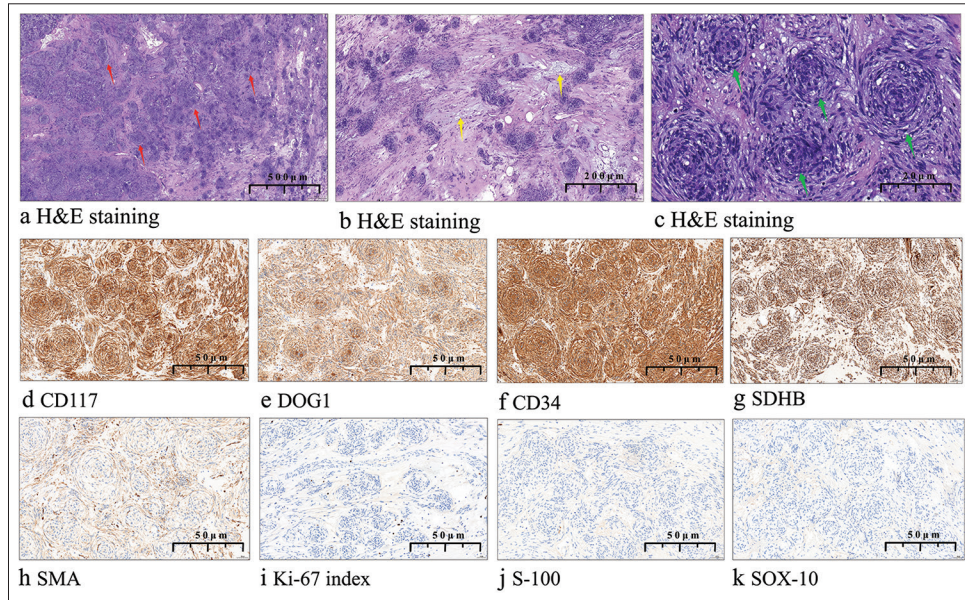 500μm
200μm
20μm
a H&E staining
b H&E staining
c H&E staining
50μm
50μm
50μm
50μm
d CD117
e DOG1
f CD34
g SDHB
50μm
50μm
50μm
50μm
h SMA
i Ki-67 index
j S-100
k SOX-10